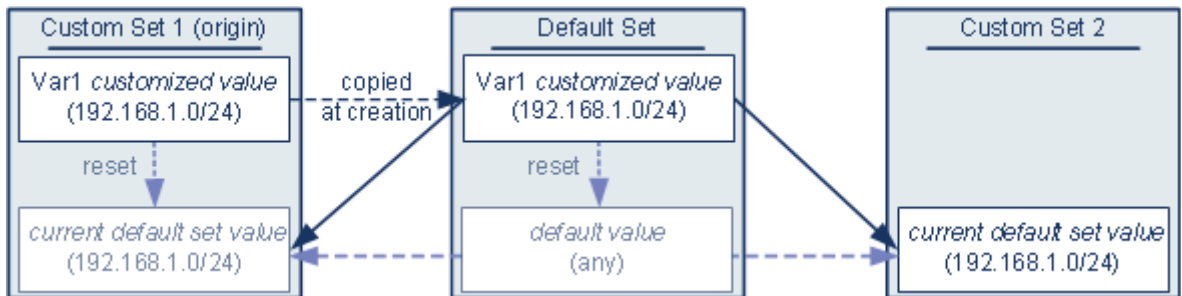 Custom Set 1 (origin)
Default Set
Custom Set 2
Var1 customized value
(192.168.1.0/24)
copied
at creation
Var1 customized value
(192.168.1.0/24)
reset
reset
current default set value
(192.168.1.0/24)
default value
(any)
current default set value
(192.168.1.0/24)